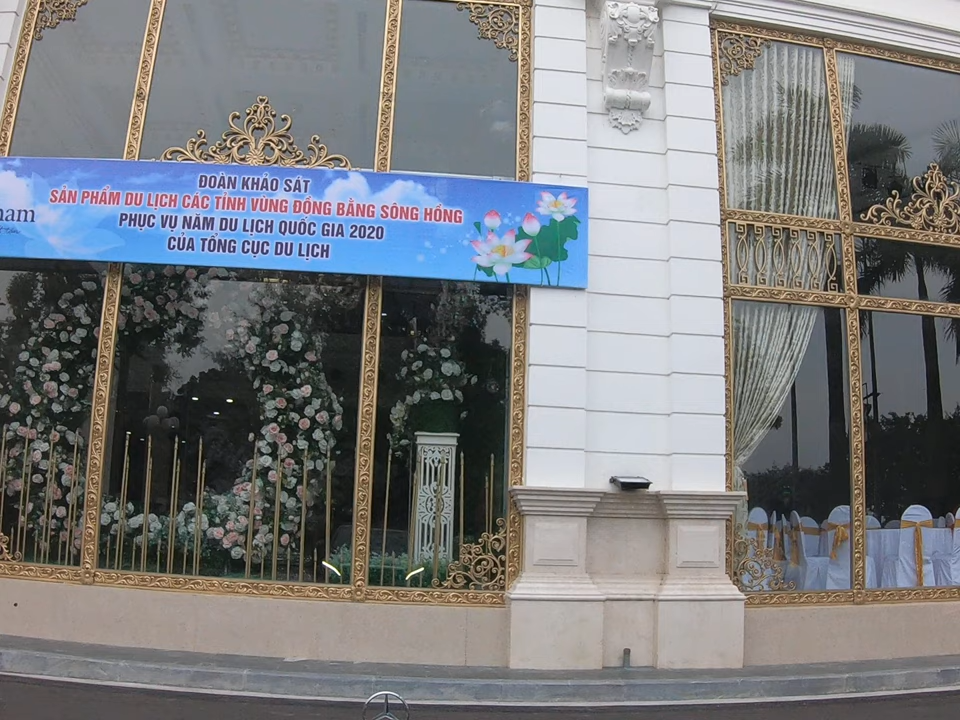 nam
ĐOÀN KHẢO SÁT
SẢN PHẨM DU LỊCH CÁC TỈNH VÙNG ĐỒNG BẰNG SÔNG HỒNG
PHỤC VỤ NĂM DU LỊCH QUỐC GIA 2020
CỦA TỔNG CỤC DU LỊCH